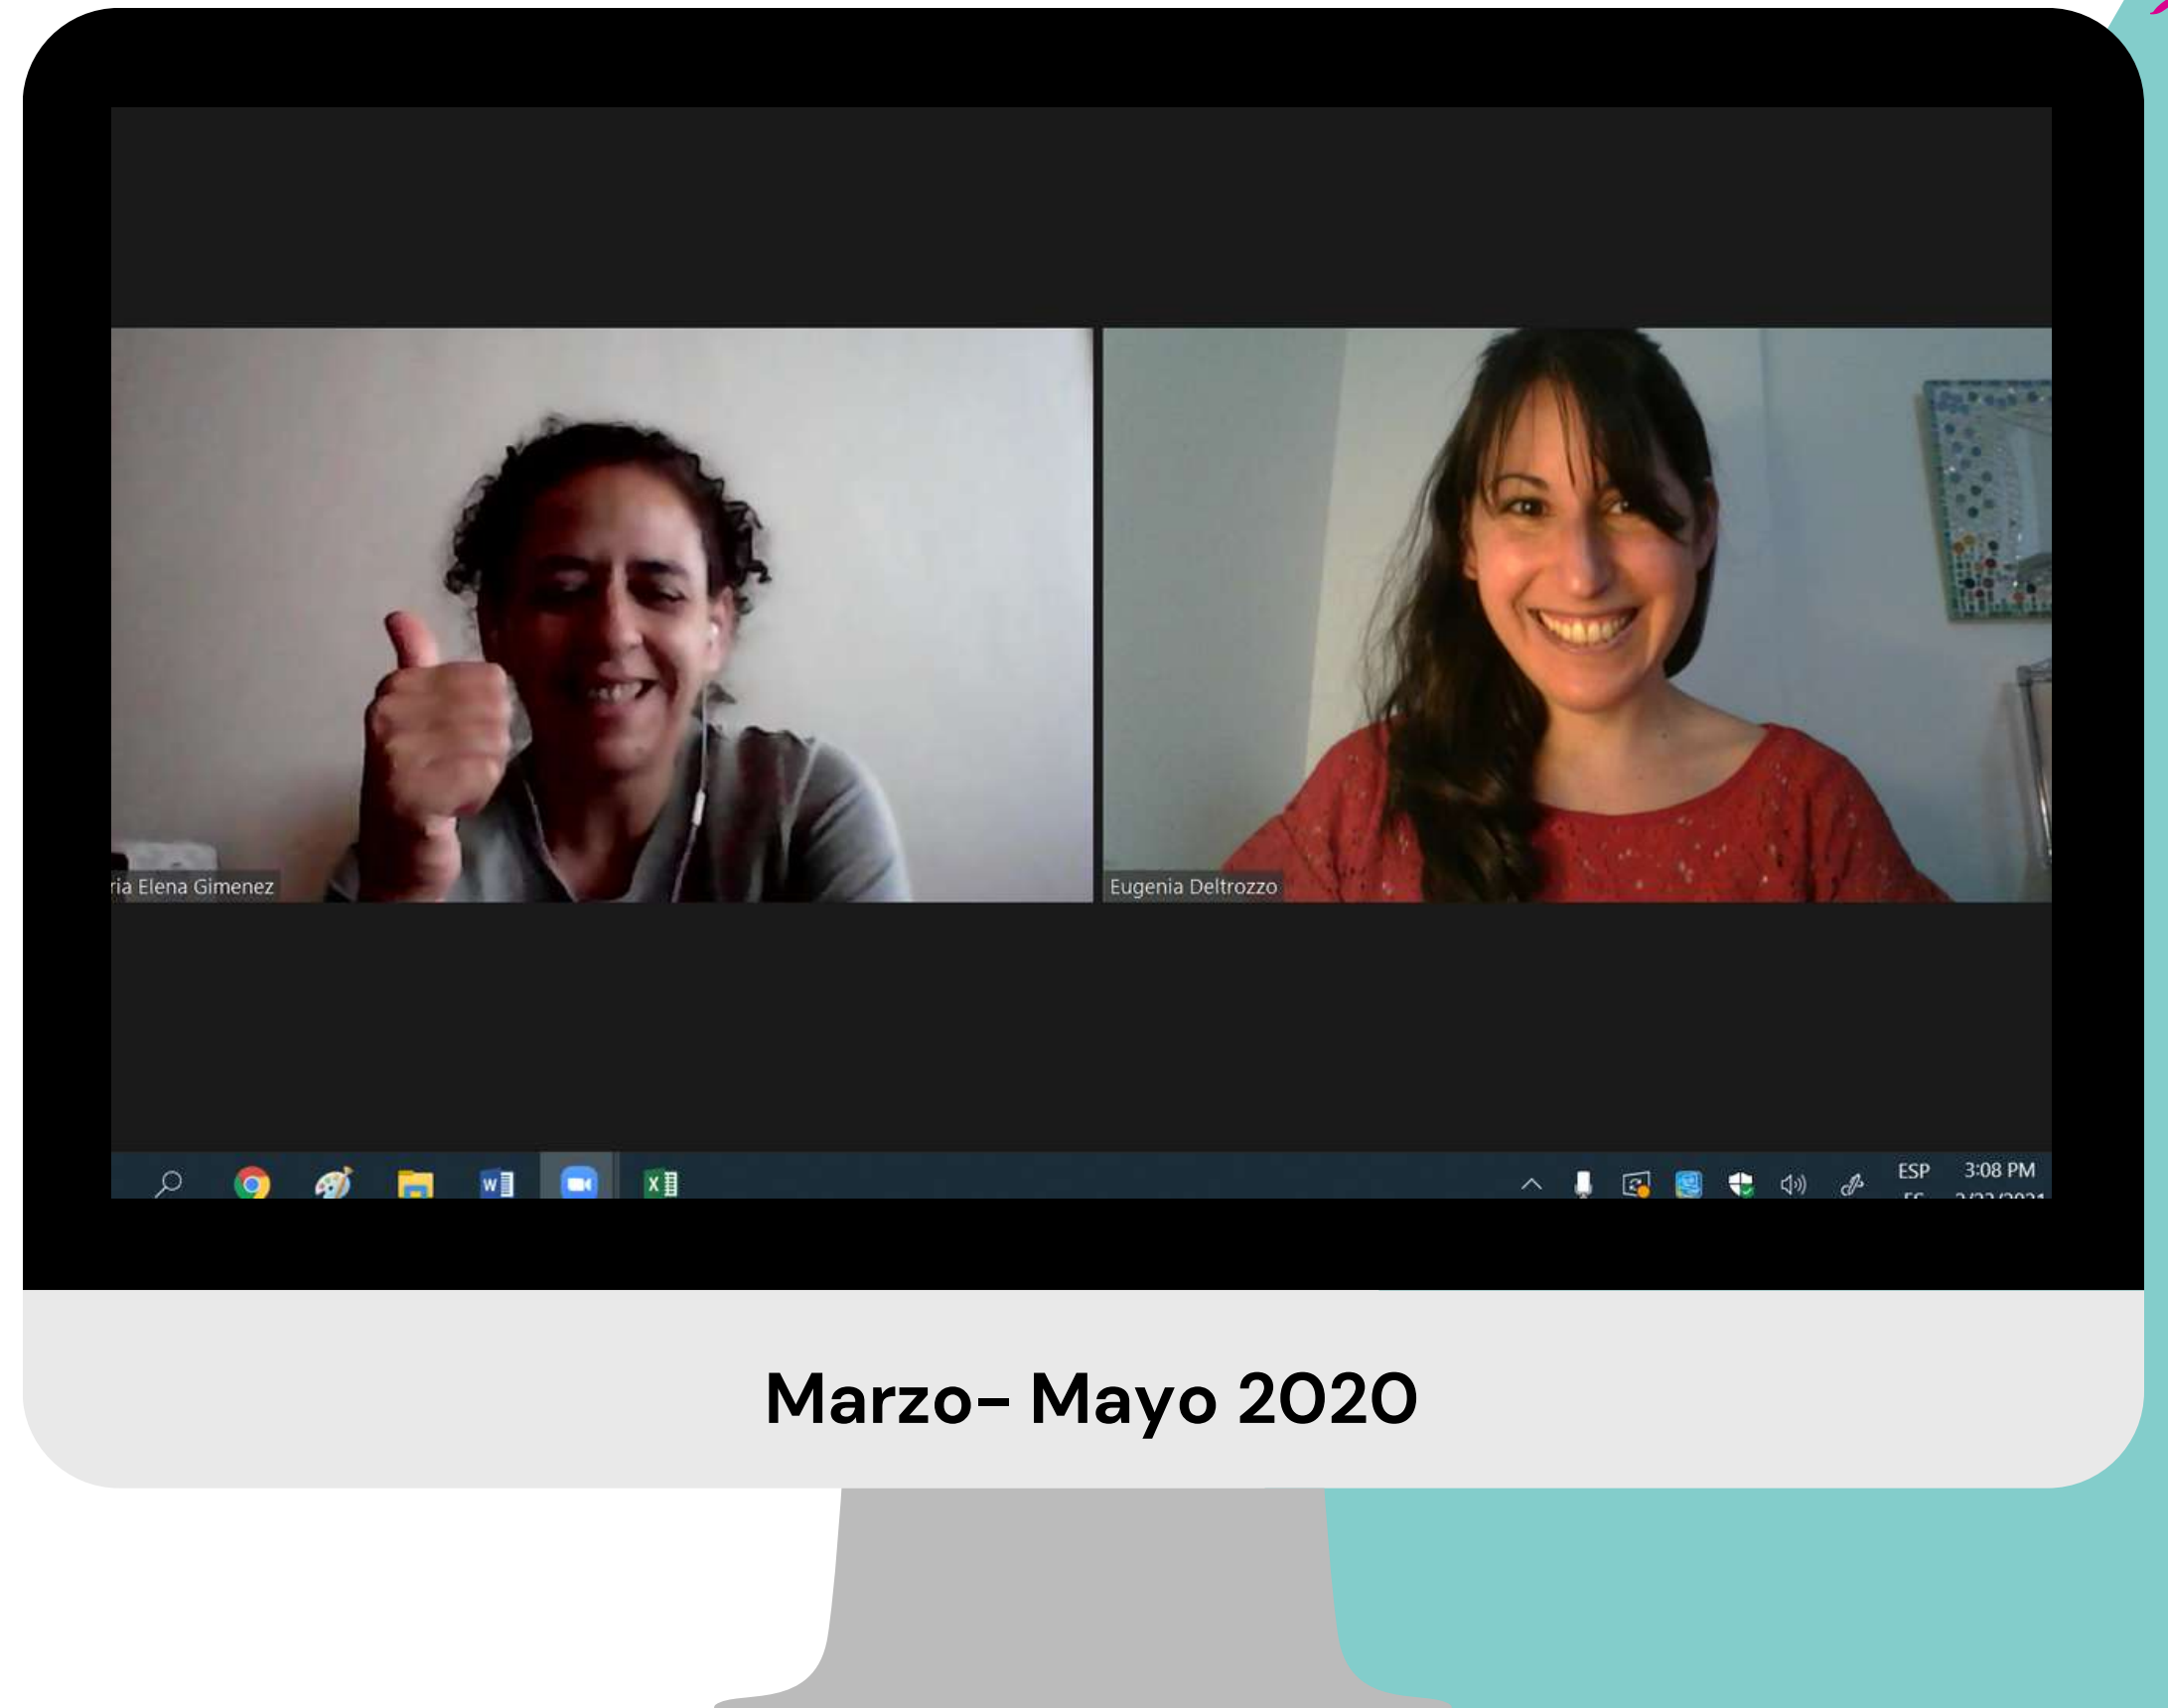 ria Elena Gimenez
Eugenia Deltrozzo
ESP
3:08 PM
Marzo- Mayo 2020